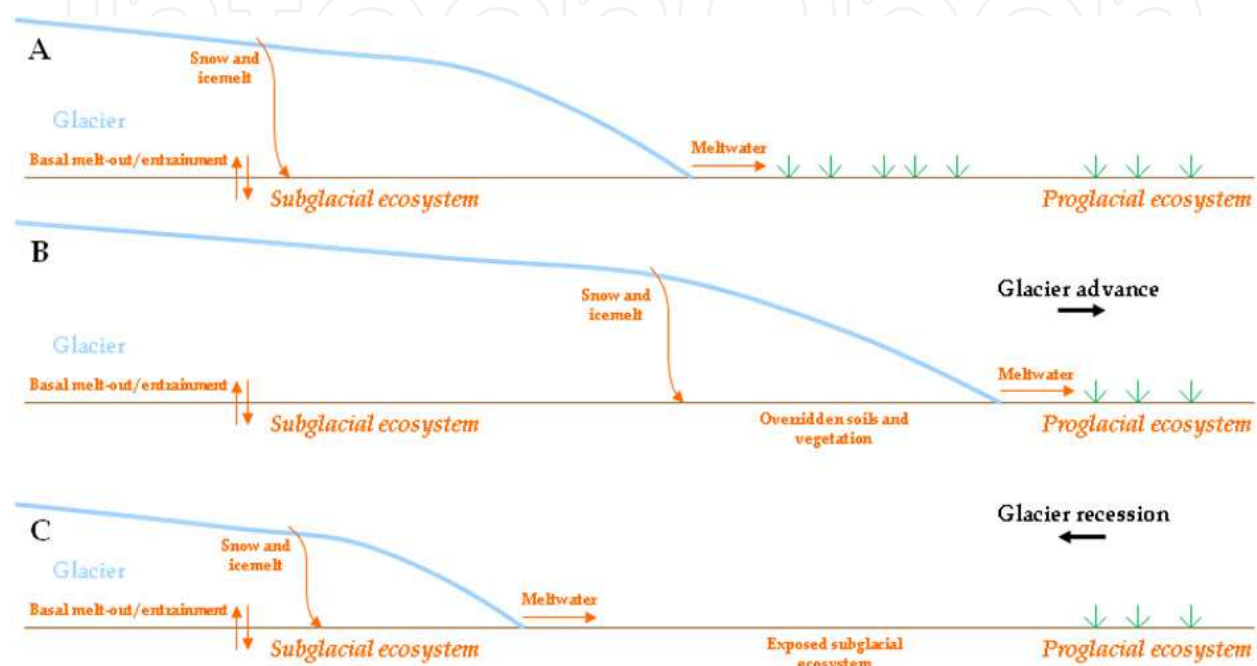 A
Snow and
icemelt
Glacier
Basal melt-out/entrainment
Meltwater
Subglacial ecosystem
Proglacial ecosystem
B
Snow and
icemelt
Glacier advance
Glacier
Basal melt-out/entrainment
Meltwater
Subglacial ecosystem
Overridden soils and
vegetation
Proglacial ecosystem
C
Glacier recession
Snow and
icemelt
Glacier
Basal melt-out/entrainment
Meltwater
Subglacial ecosystem
Exposed subglacial
ecosystem
Proglacial ecosystem